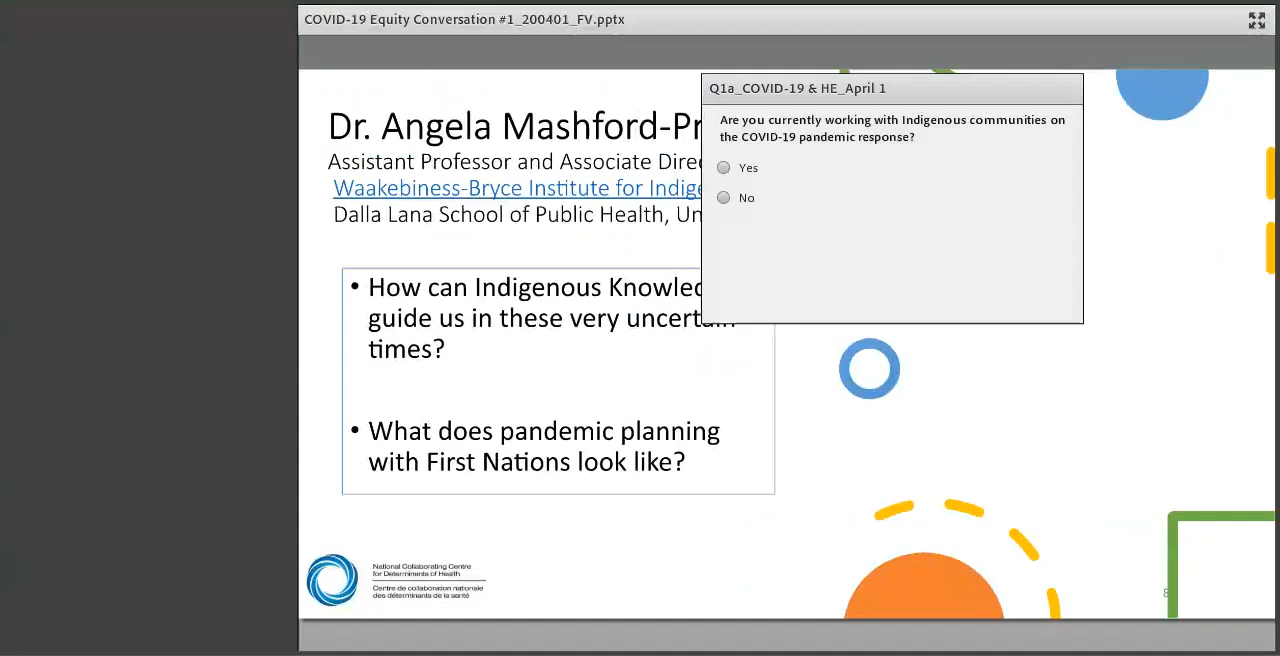 COVID-19 Equity Conversation #1_200401_FV.pptx
Q1a_COVID-19 & HE_April 1
Are you currently working with Indigenous communities on
the COVID-19 pandemic response?
Yes
No
Dr. Angela Mashford-Pr
Assistant Professor and Associate Dire
Waakebiness-Bryce Institute for Indige
Dalla Lana School of Public Health, Un
• How can Indigenous Knowled
guide us in these very uncertain
times?
• What does pandemic planning
with First Nations look like?
National Collaborating Centre
for Determinants of Health
Centre de collaboration nationale
des déterminants de la santé
8